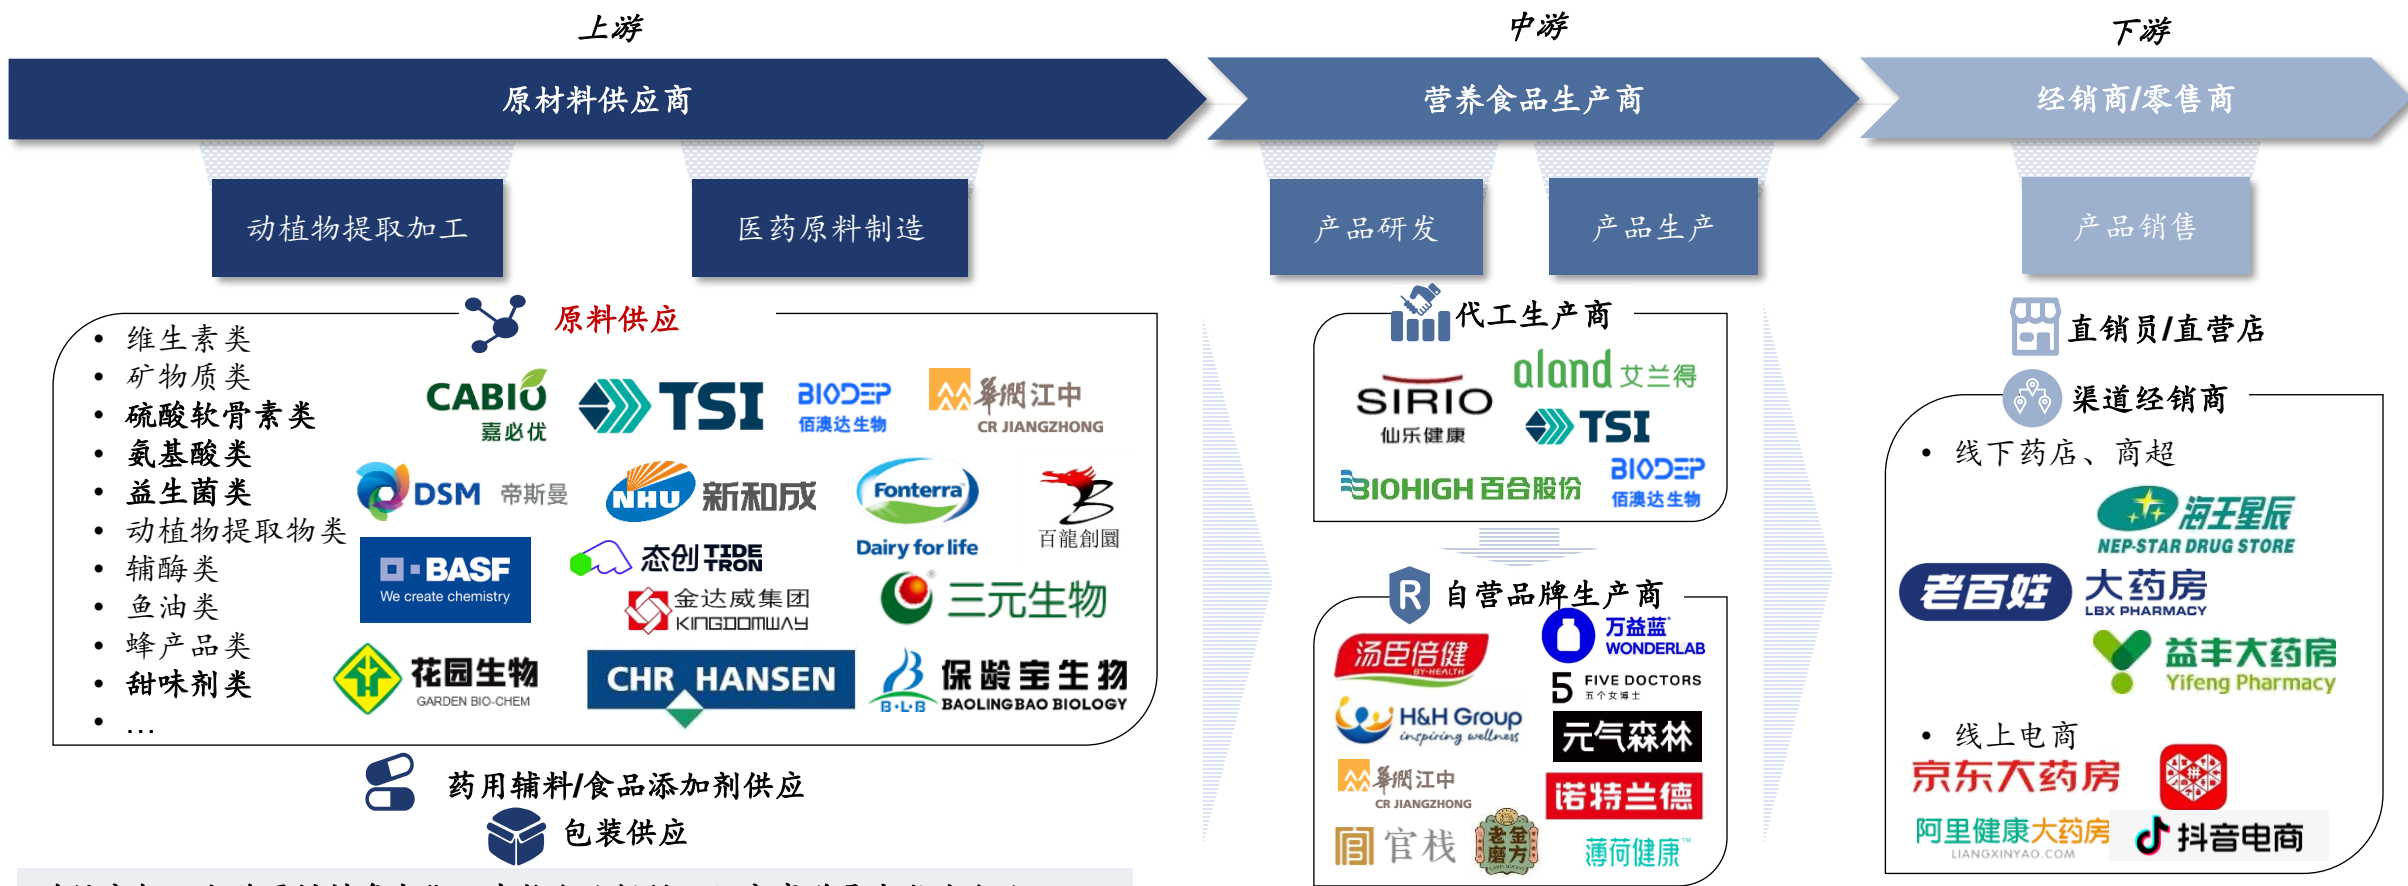 上游
中游
下游
原材料供应商
营养食品生产商
经销商/零售商
动植物提取加工
医药原料制造
产品研发
产品生产
产品销售
原料供应
• 维生素类
• 矿物质类
• 硫酸软骨素类
• 氨基酸类
• 益生菌类
• 动植物提取物类
• 辅酶类
• 鱼油类
• 蜂产品类
• 甜味剂类
• …
CABIO
嘉必优
TSI
BIODEP
佰澳达生物
華潤江中
CR JIANGZHONG
DSM 帝斯曼
NHU 新和成
Fonterra
Dairy for life
百龍創園
BASF
We create chemistry
态创 TIDETRON
金达威集团
KINGDOMWAY
三元生物
花园生物
GARDEN BIO-CHEM
CHR HANSEN
B·L·B
保龄宝生物
BAOLINGBAO BIOLOGY
药用辅料/食品添加剂供应
包装供应
代工生产商
SIRIO
仙乐健康
aland 艾兰得
TSI
BIOHIGH 百合股份
BIODEP
佰澳达生物
R 自营品牌生产商
汤臣倍健
BY-HEALTH
万益蓝
WONDERLAB
5 FIVE DOCTORS
五个女博士
H&H Group
inspiring wellness
元气森林
華潤江中
CR JIANGZHONG
诺特兰德
官栈
老金磨方
薄荷健康™
直销员/直营店
渠道经销商
• 线下药店、商超
海王星辰
NEP-STAR DRUG STORE
老百姓 大药房
LBX PHARMACY
益丰大药房
Yifeng Pharmacy
• 线上电商
京东大药房
拼
阿里健康大药房
LIANGXINYAO.COM
抖音电商